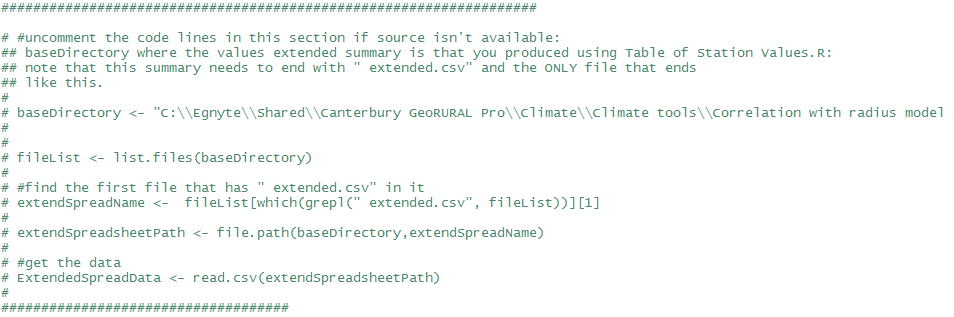 ###################################################################
# #uncomment the code lines in this section if source isn't available:
## baseDirectory where the values extended summary is that you produced using Table of Station Values.R:
## note that this summary needs to end with " extended.csv" and the ONLY file that ends
## like this.
#
# baseDirectory <- "C:\\Egnyte\\Shared\\Canterbury GeoRURAL Pro\\Climate\\Climate tools\\Correlation with radius model
#
#
# fileList <- list.files(baseDirectory)
#
# #find the first file that has " extended.csv" in it
# extendSpreadName <-  fileList[which(grepl(" extended.csv", fileList))][1]
#
# extendSpreadsheetPath <- file.path(baseDirectory,extendSpreadName)
#
# #get the data
# ExtendedSpreadData <- read.csv(extendSpreadsheetPath)
#
####################################